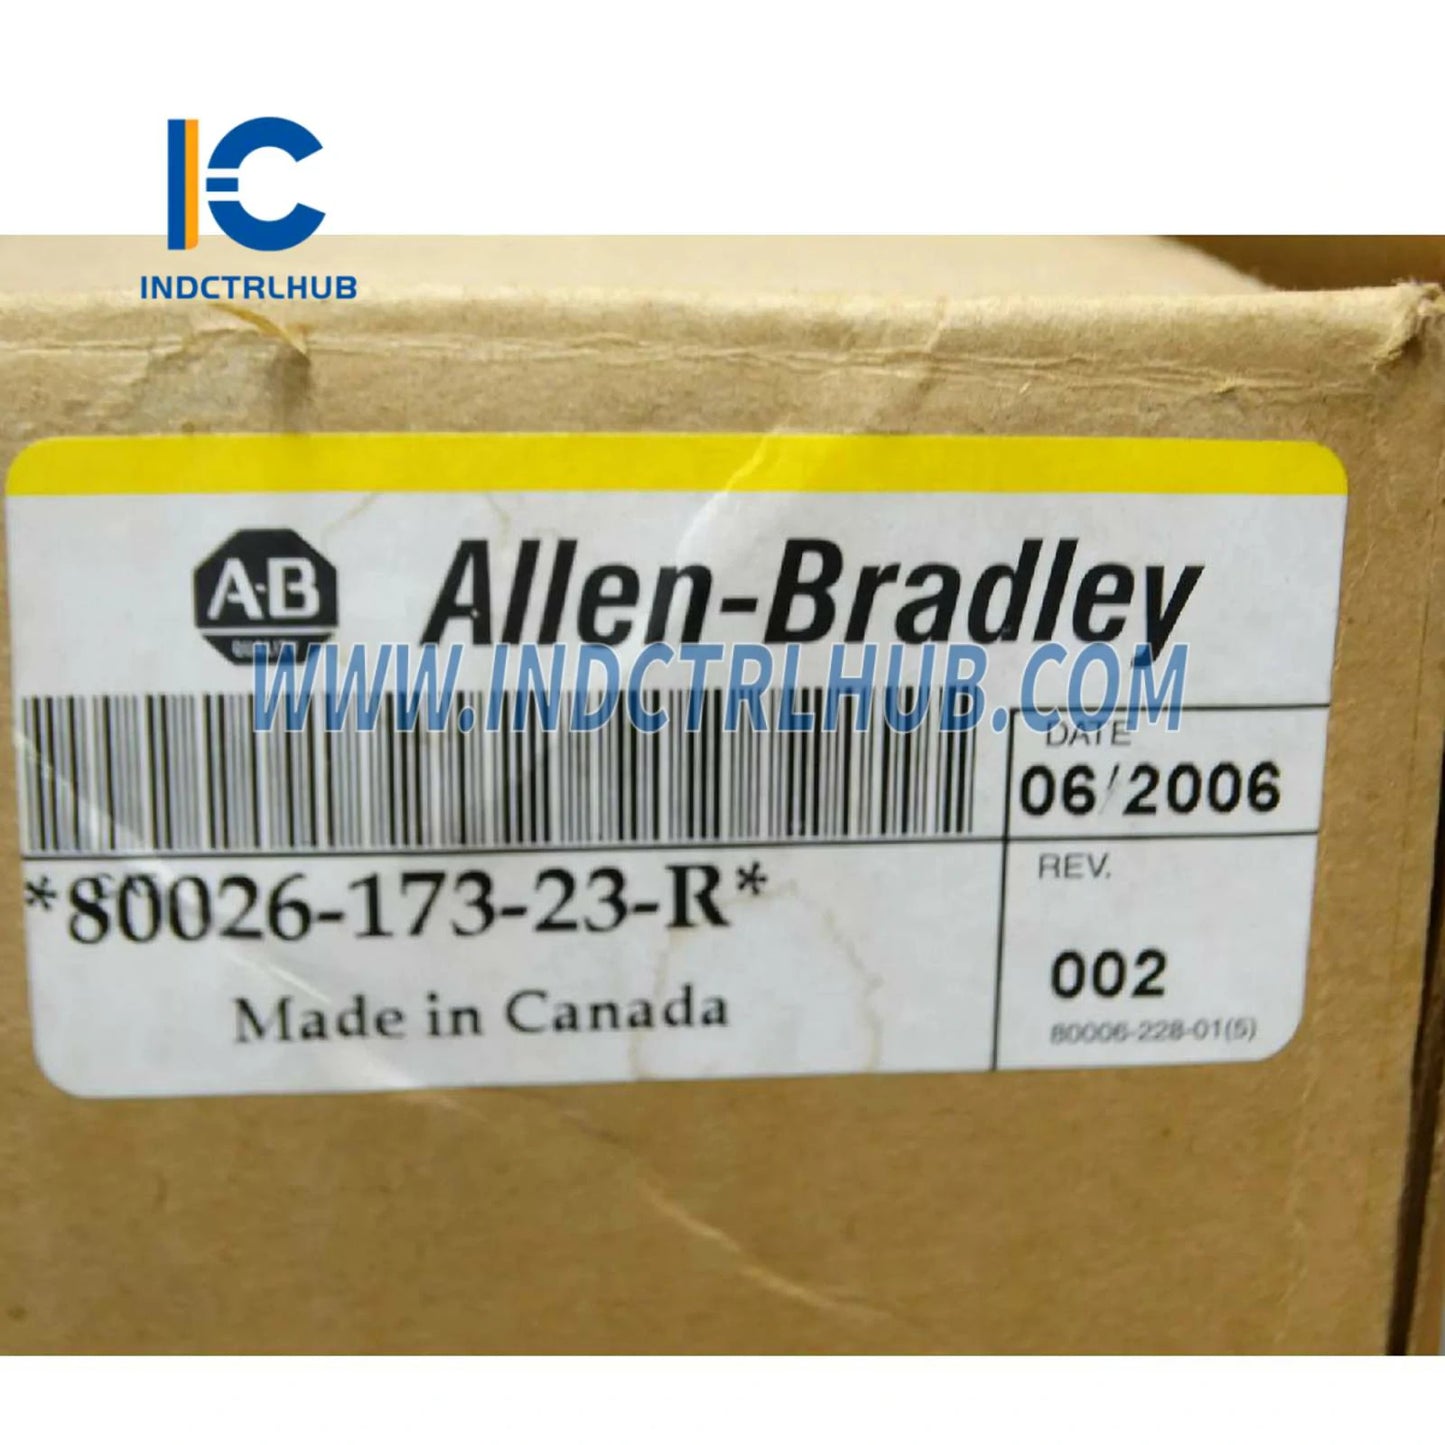 INDCTRLHUB
A-B
QUALITY
Allen-Bradley
WWW.INDCTRLHUB.COM
DATE
06/2006
*80026-173-23-R*
REV.
002
Made in Canada
80006-228-01(5)